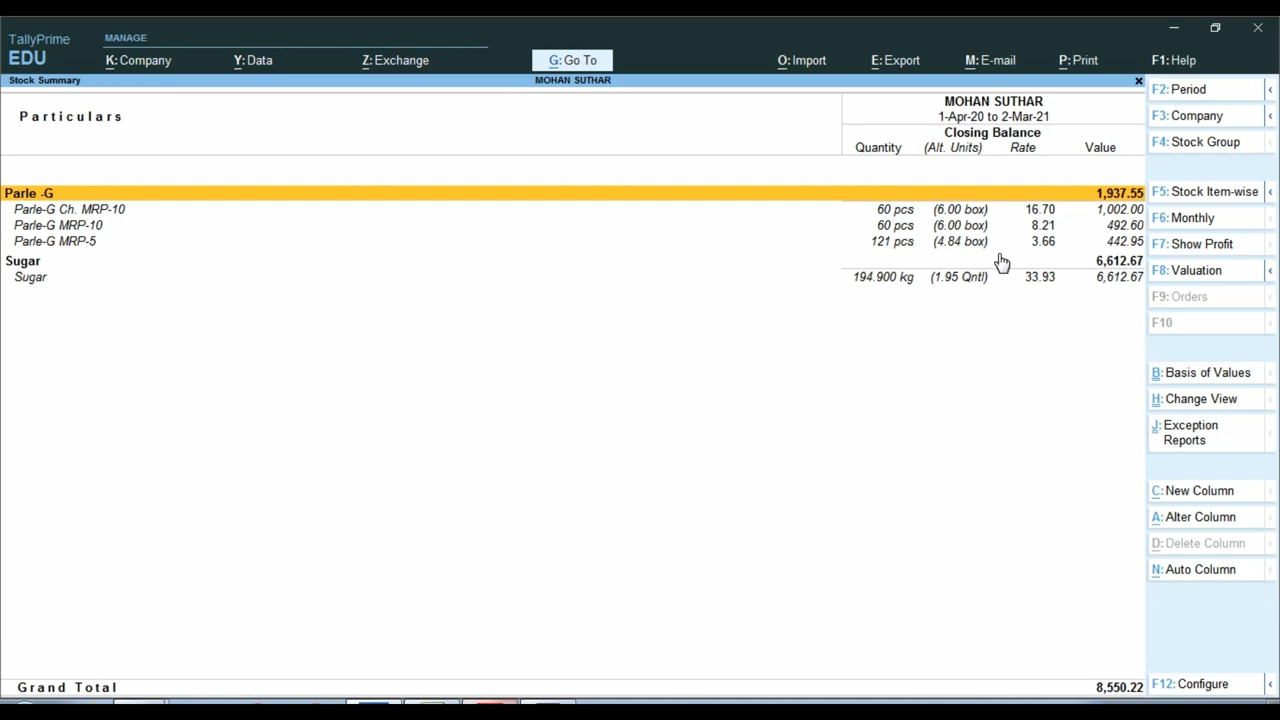 TallyPrime
EDU
MANAGE
K: Company Y: Data Z: Exchange G: Go To O: Import E: Export M: E-mail P: Print F1: Help
Stock Summary MOHAN SUTHAR x
Particulars
MOHAN SUTHAR
1-Apr-20 to 2-Mar-21
Closing Balance
Quantity (Alt. Units) Rate Value
Parle -G 1,937.55
Parle-G Ch. MRP-10 60 pcs (6.00 box) 16.70 1,002.00
Parle-G MRP-10 60 pcs (6.00 box) 8.21 492.60
Parle-G MRP-5 121 pcs (4.84 box) 3.66 442.95
Sugar 6,612.67
Sugar 194.900 kg (1.95 Qntl) 33.93 6,612.67
Grand Total 8,550.22
F2: Period
F3: Company
F4: Stock Group
F5: Stock Item-wise
F6: Monthly
F7: Show Profit
F8: Valuation
F9: Orders
F10
B: Basis of Values
H: Change View
J: Exception
Reports
C: New Column
A: Alter Column
D: Delete Column
N: Auto Column
F12: Configure